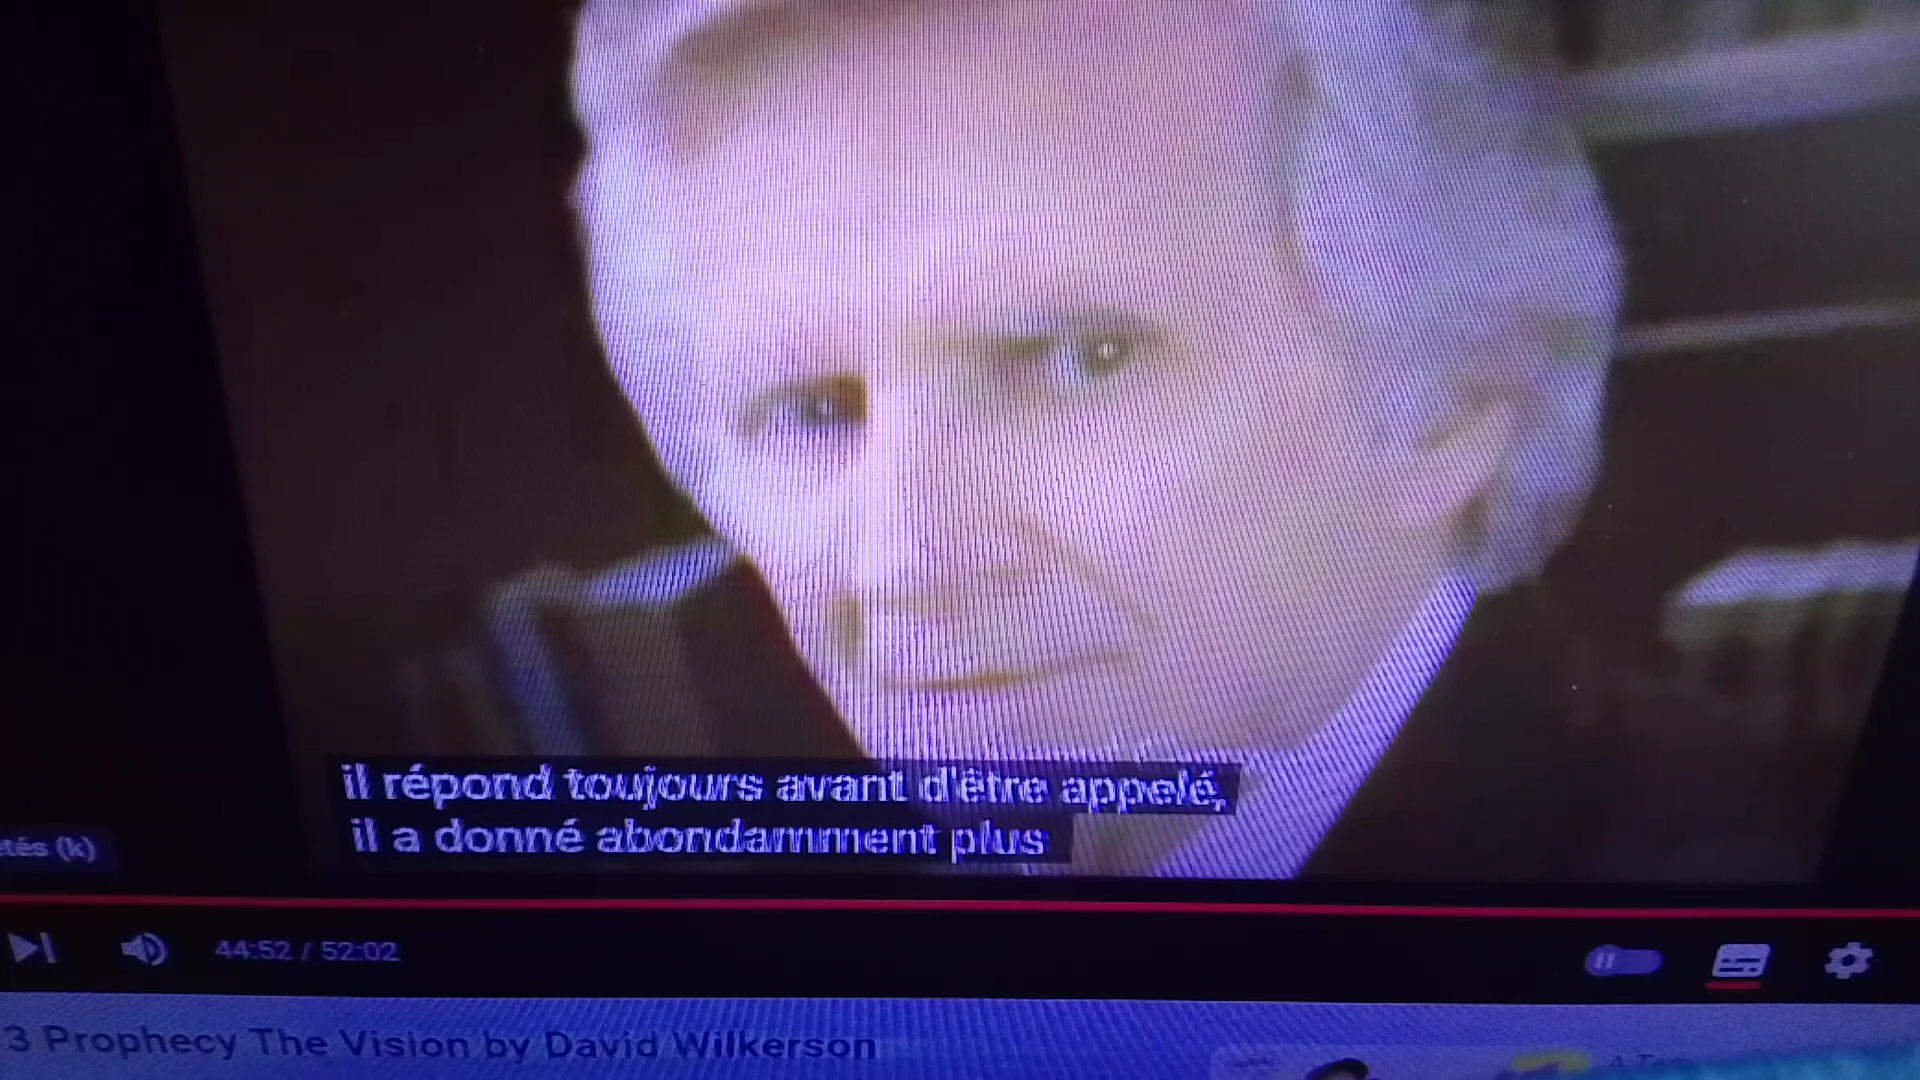 il répond toujours avant d'être appelé,
il a donné abondamment plus
tés (k)
44:52 / 52:02
3 Prophecy The Vision by David Wilkerson